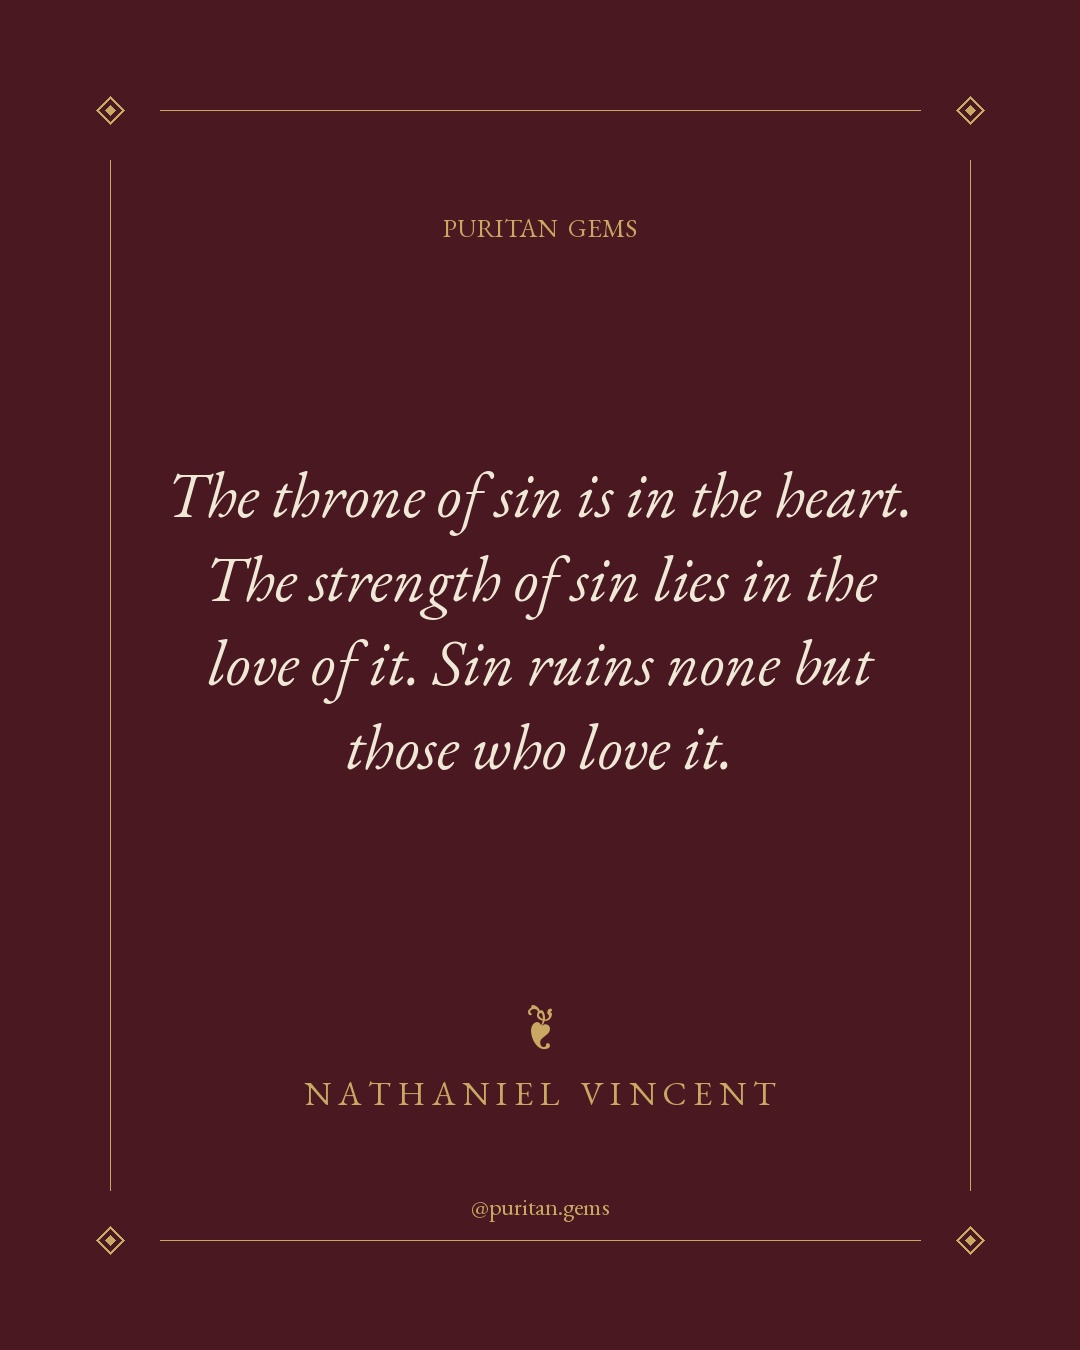 PURITAN GEMS
The throne of sin is in the heart.
The strength of sin lies in the
love of it. Sin ruins none but
those who love it.
❦
NATHANIEL VINCENT
@puritan.gems